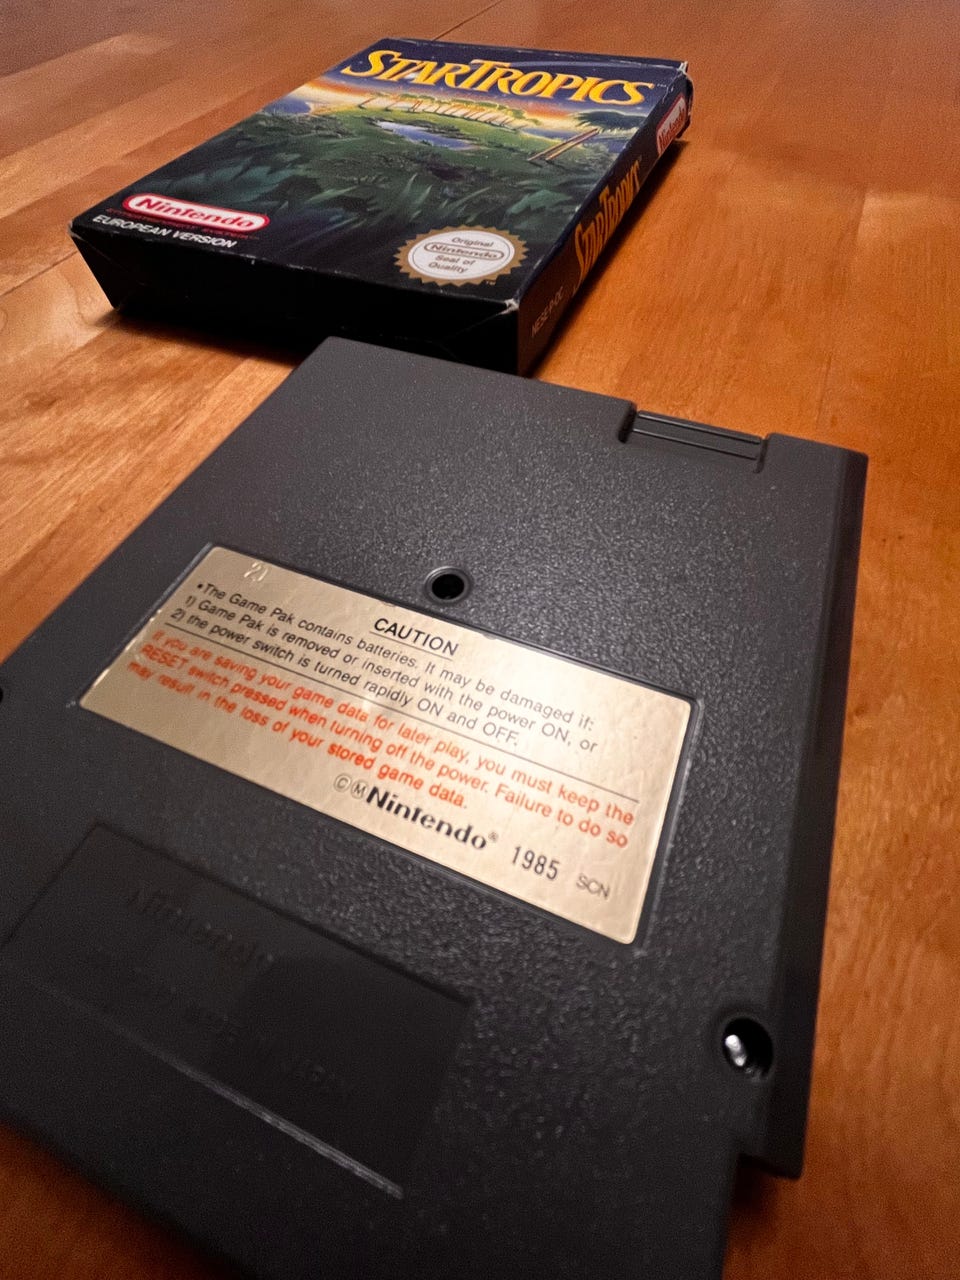 STARTROPICS
Nintendo
EUROPEAN VERSION
Original
Nintendo
Seal of
Quality
TM
Nintendo
STARTROPICS
21
CAUTION
•The Game Pak contains batteries. It may be damaged if:
1) Game Pak is removed or inserted with the power ON, or
2) the power switch is turned rapidly ON and OFF.
If you are saving your game data for later play, you must keep the
RESET switch pressed when turning off the power. Failure to do so
may result in the loss of your stored game data.
©Ⓜ Nintendo® 1985 SCN
Nintendo